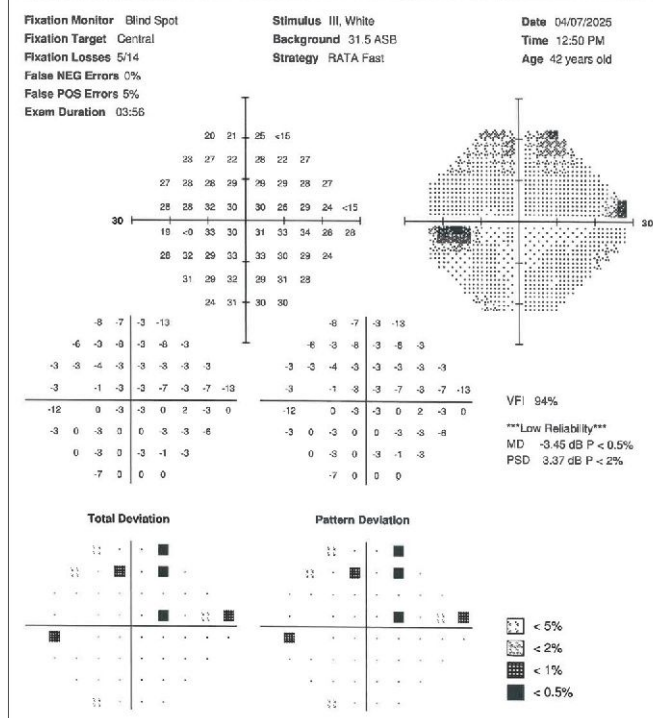 Fixation Monitor Blind Spot
Fixation Target Central
Fixation Losses 5/14
False NEG Errors 0%
False POS Errors 5%
Exam Duration 03:56
Stimulus III, White
Background 31.5 ASB
Strategy RATA Fast
Date 04/07/2025
Time 12:50 PM
Age 42 years old
20 21 25 <15
23 27 22 28 22 27
27 28 28 29 29 29 28 27
28 28 32 30 30 26 29 24 <15
30
19 <0 33 30 31 33 34 26 28
26 32 29 33 33 30 29 24
31 29 32 29 31 28
24 31 30 30
30
-8 -7 -3 -13
-6 -3 -8 -3 -8 -3
-3 -3 -4 -3 -3 -3 -3 -3
-3 -1 -3 -3 -7 -3 -7 -13
-12 0 -3 -3 0 2 -3 0
-3 0 -3 0 0 -3 -3 -6
0 -3 0 -3 -1 -3
-7 0 0 0
-8 -7 -3 -13
-6 -3 -8 -3 -8 -3
-3 -3 -4 -3 -3 -3 -3 -3
-3 -1 -3 -3 -7 -3 -7 -13
-12 0 -3 -3 0 2 -3 0
-3 0 -3 0 0 -3 -3 -6
0 -3 0 -3 -1 -3
-7 0 0 0
VFI 94%
***Low Reliability***
MD -3.45 dB P < 0.5%
PSD 3.37 dB P < 2%
Total Deviation
Pattern Deviation
< 5%
< 2%
< 1%
< 0.5%